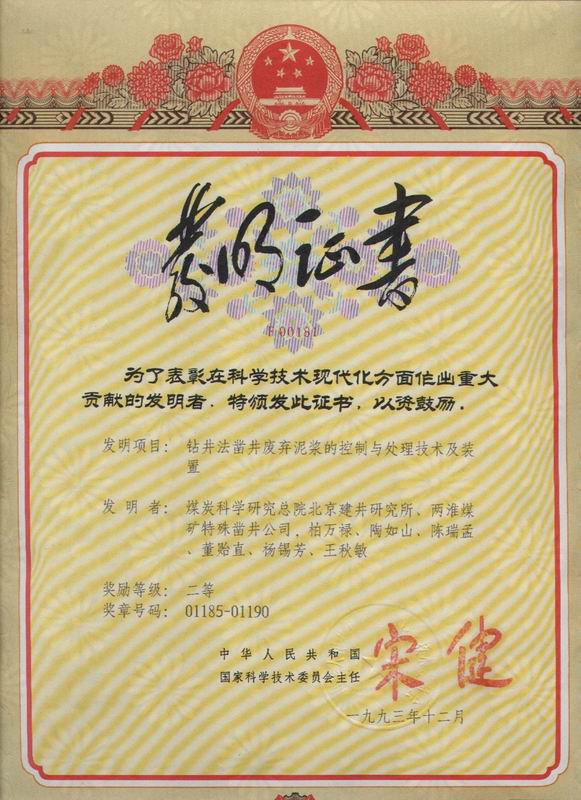 发明证书
F 00181
为了表彰在科学技术现代化方面作出重大
贡献的发明者,特颁发此证书,以资鼓励.
发明项目: 钻井法凿井废弃泥浆的控制与处理技术及装
置
发 明 者: 煤炭科学研究总院北京建井研究所、两淮煤
矿特殊凿井公司,柏万禄、陶如山、陈瑞孟
、董贻直、杨锡芳、王秋敏
奖励等级: 二等
奖章号码: 01185-01190
中华人民共和国
国家科学技术委员会主任
宋健
一九九三年十二月